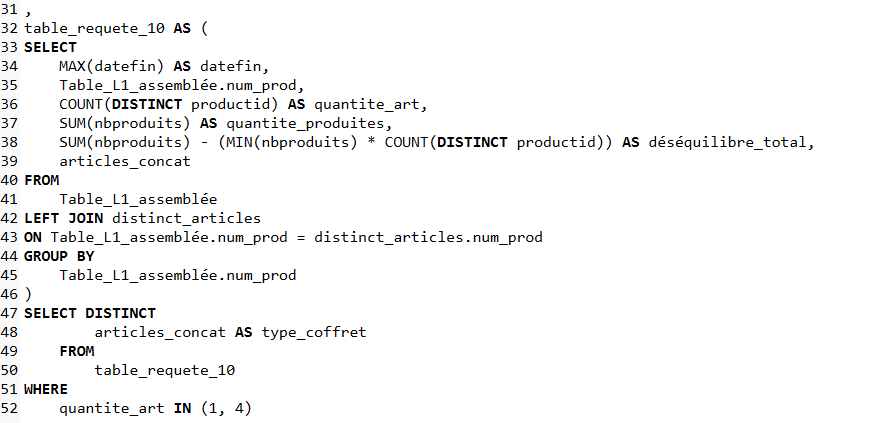 31 ,
32 table_requete_10 AS (
33 SELECT
34     MAX(datefin) AS datefin,
35     Table_L1_assemblée.num_prod,
36     COUNT(DISTINCT productid) AS quantite_art,
37     SUM(nbproduits) AS quantite_produites,
38     SUM(nbproduits) - (MIN(nbproduits) * COUNT(DISTINCT productid)) AS déséquilibre_total,
39     articles_concat
40 FROM
41     Table_L1_assemblée
42 LEFT JOIN distinct_articles
43 ON Table_L1_assemblée.num_prod = distinct_articles.num_prod
44 GROUP BY
45     Table_L1_assemblée.num_prod
46 )
47 SELECT DISTINCT
48         articles_concat AS type_coffret
49     FROM
50         table_requete_10
51 WHERE
52     quantite_art IN (1, 4)